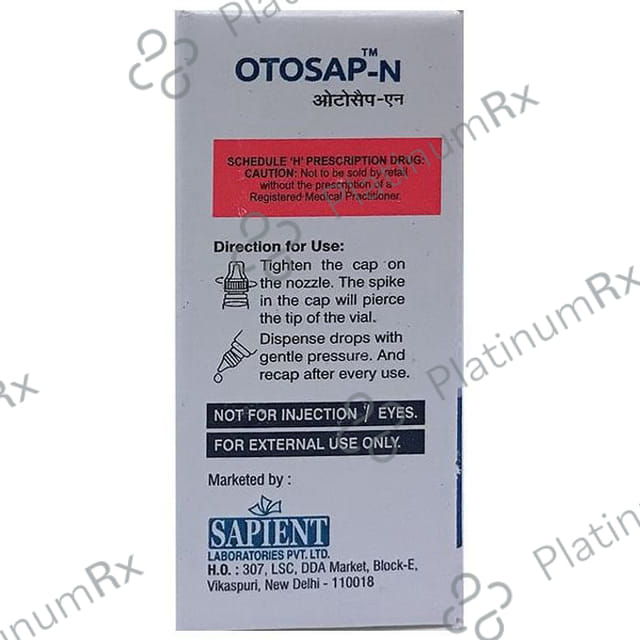 OTOSAP-N™
ओटोसैप-एन
SCHEDULE 'H' PRESCRIPTION DRUG:
CAUTION: Not to be sold by retail
without the prescription of a
Registered Medical Practitioner.
Direction for Use:
Tighten the cap on
the nozzle. The spike
in the cap will pierce
the tip of the vial.
Dispense drops with
gentle pressure. And
recap after every use.
NOT FOR INJECTION / EYES.
FOR EXTERNAL USE ONLY.
Marketed by :
SAPIENT
LABORATORIES PVT. LTD.
H.O. : 307, LSC, DDA Market, Block-E,
Vikaspuri, New Delhi - 110018
PlatinumRx
PlatinumRx
PlatinumRx
PlatinumRx
PlatinumRx